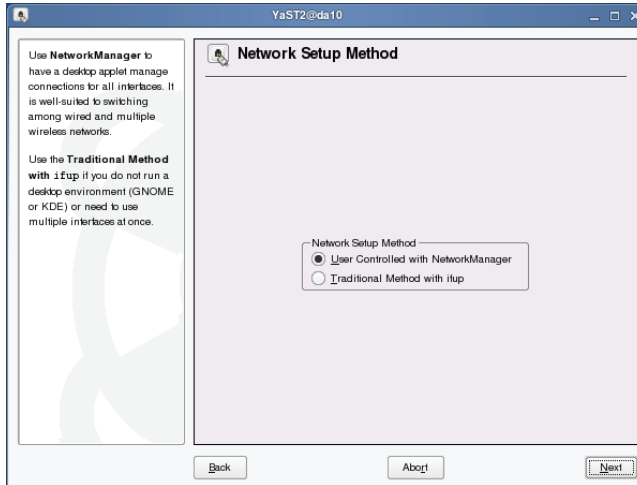 YaST2@da10
Use NetworkManager to
have a desktop applet manage
connections for all interfaces. It
is well-suited to switching
among wired and multiple
wireless networks.
Use the Traditional Method
with ifup if you do not run a
desktop environment (GNOME
or KDE) or need to use
multiple interfaces at once.
Network Setup Method
Network Setup Method
User Controlled with NetworkManager
Traditional Method with ifup
Back
Abort
Next